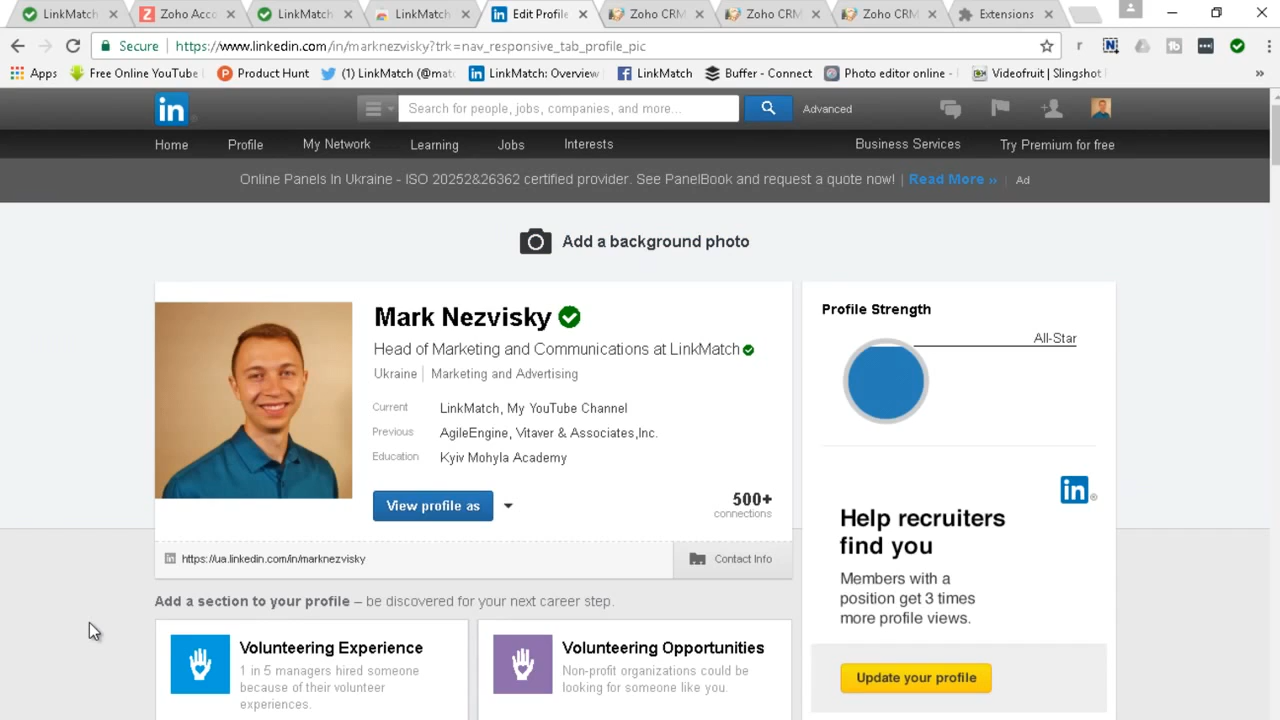 LinkMatch
Zoho Acco
LinkMatch
LinkMatch
Edit Profile
Zoho CRM
Zoho CRM
Zoho CRM
Extensions
Secure
https://www.linkedin.com/in/marknezvisky?trk=nav_responsive_tab_profile_pic
Apps
Free Online YouTube
Product Hunt
(1) LinkMatch (@mat
LinkMatch: Overview
LinkMatch
Buffer - Connect
Photo editor online -
Videofruit | Slingshot
in
Search for people, jobs, companies, and more...
Advanced
Home
Profile
My Network
Learning
Jobs
Interests
Business Services
Try Premium for free
Online Panels In Ukraine - ISO 20252&26362 certified provider. See PanelBook and request a quote now! | Read More »
Ad
Add a background photo
Mark Nezvisky
Head of Marketing and Communications at LinkMatch
Ukraine | Marketing and Advertising
Current LinkMatch, My YouTube Channel
Previous AgileEngine, Vitaver & Associates,Inc.
Education Kyiv Mohyla Academy
View profile as
500+
connections
https://ua.linkedin.com/in/marknezvisky
Contact Info
Profile Strength
All-Star
in
Help recruiters
find you
Members with a
position get 3 times
more profile views.
Update your profile
Add a section to your profile – be discovered for your next career step.
Volunteering Experience
1 in 5 managers hired someone
because of their volunteer
experiences.
Volunteering Opportunities
Non-profit organizations could be
looking for someone like you.